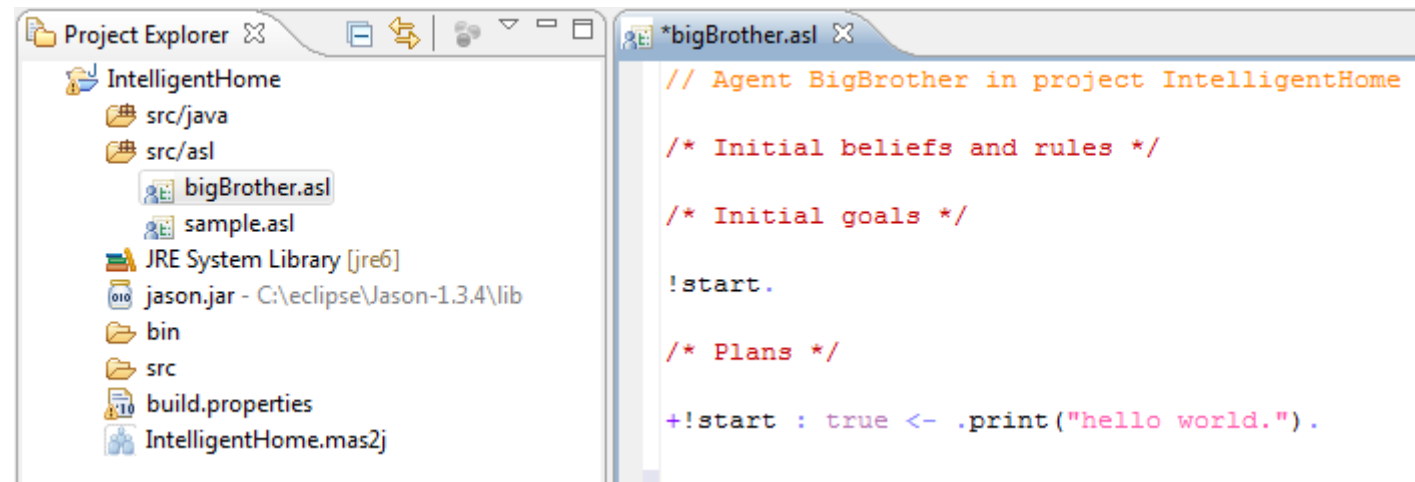 Project Explorer
IntelligentHome
src/java
src/asl
bigBrother.asl
sample.asl
JRE System Library [jre6]
jason.jar - C:\eclipse\Jason-1.3.4\lib
bin
src
build.properties
IntelligentHome.mas2j
*bigBrother.asl
// Agent BigBrother in project IntelligentHome
/* Initial beliefs and rules */
/* Initial goals */
!start.
/* Plans */
+!start : true <- .print("hello world.").